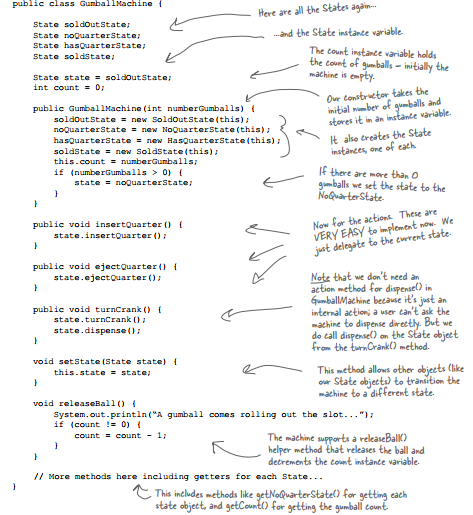 public class GumballMachine {
Here are all the States again...
State soldOutState;
State noQuarterState;
State hasQuarterState;
State soldState;
...and the State instance variable.
State state = soldOutState;
int count = 0;
The count instance variable holds
the count of gumballs – initially the
machine is empty.
public GumballMachine(int numberGumballs) {
soldOutState = new SoldOutState(this);
noQuarterState = new NoQuarterState(this);
hasQuarterState = new HasQuarterState(this);
soldState = new SoldState(this);
this.count = numberGumballs;
if (numberGumballs > 0) {
state = noQuarterState;
}
}
Our constructor takes the
initial number of gumballs and
stores it in an instance variable.
It also creates the State
instances, one of each.
If there are more than 0
gumballs we set the state to the
NoQuarterState.
public void insertQuarter() {
state.insertQuarter();
}
public void ejectQuarter() {
state.ejectQuarter();
}
Now for the actions. These are
VERY EASY to implement now. We
just delegate to the current state.
public void turnCrank() {
state.turnCrank();
state.dispense();
}
Note that we don't need an
action method for dispense() in
GumballMachine because it's just an
internal action; a user can't ask the
machine to dispense directly. But we
do call dispense() on the State object
from the turnCrank() method.
void setState(State state) {
this.state = state;
}
This method allows other objects (like
our State objects) to transition the
machine to a different state.
void releaseBall() {
System.out.println("A gumball comes rolling out the slot...");
if (count != 0) {
count = count - 1;
}
}
The machine supports a releaseBall()
helper method that releases the ball and
decrements the count instance variable.
// More methods here including getters for each State...
}
This includes methods like getNoQuarterState() for getting each
state object, and getCount() for getting the gumball count.